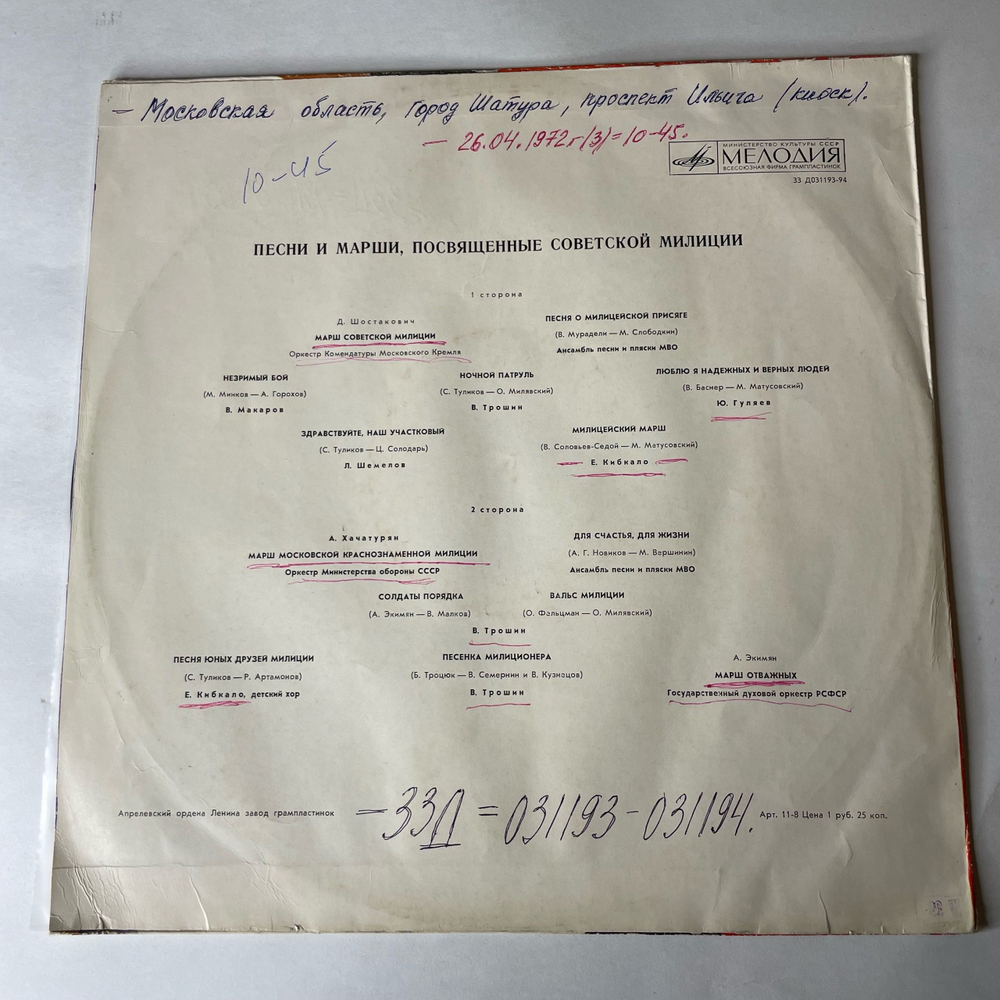 — Московская область, город Шатура, проспект Ильича (киоск).
— 26.04.1972г(3)=10-45.
10-45
МИНИСТЕРСТВО КУЛЬТУРЫ СССР
МЕЛОДИЯ
ВСЕСОЮЗНАЯ ФИРМА ГРАМПЛАСТИНОК
33 Д031193-94
ПЕСНИ И МАРШИ, ПОСВЯЩЕННЫЕ СОВЕТСКОЙ МИЛИЦИИ
1 сторона
Д. Шостакович
МАРШ СОВЕТСКОЙ МИЛИЦИИ
Оркестр Комендатуры Московского Кремля
ПЕСНЯ О МИЛИЦЕЙСКОЙ ПРИСЯГЕ
(В. Мурадели — М. Слободкин)
Ансамбль песни и пляски МВО
НЕЗРИМЫЙ БОЙ
(М. Минков — А. Горохов)
В. Макаров
НОЧНОЙ ПАТРУЛЬ
(С. Туликов — О. Милявский)
В. Трошин
ЛЮБЛЮ Я НАДЕЖНЫХ И ВЕРНЫХ ЛЮДЕЙ
(В. Баснер — М. Матусовский)
Ю. Гуляев
ЗДРАВСТВУЙТЕ, НАШ УЧАСТКОВЫЙ
(С. Туликов — Ц. Солодарь)
Л. Шемелов
МИЛИЦЕЙСКИЙ МАРШ
(В. Соловьев-Седой — М. Матусовский)
Е. Кибкало
2 сторона
А. Хачатурян
МАРШ МОСКОВСКОЙ КРАСНОЗНАМЕННОЙ МИЛИЦИИ
Оркестр Министерства обороны СССР
ДЛЯ СЧАСТЬЯ, ДЛЯ ЖИЗНИ
(А. Г. Новиков — М. Вершинин)
Ансамбль песни и пляски МВО
СОЛДАТЫ ПОРЯДКА
(А. Экимян — В. Малков)
ВАЛЬС МИЛИЦИИ
(О. Фельцман — О. Милявский)
В. Трошин
ПЕСНЯ ЮНЫХ ДРУЗЕЙ МИЛИЦИИ
(С. Туликов — Р. Артамонов)
Е. Кибкало, детский хор
ПЕСЕНКА МИЛИЦИОНЕРА
(Б. Троцюк — В. Семернин и В. Кузнецов)
В. Трошин
А. Экимян
МАРШ ОТВАЖНЫХ
Государственный духовой оркестр РСФСР
Апрелевский ордена Ленина завод грампластинок
—33Д=031193-031194.
Арт. 11-8 Цена 1 руб. 25 коп.